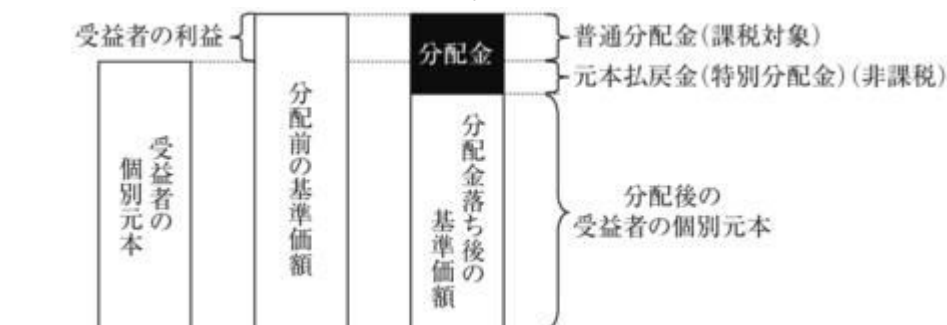 受益者の利益
分配金
普通分配金(課税対象)
元本払戻金(特別分配金)(非課税)
受益者の
個別元本
分配前の基準価額
分配金落ち後の
基準価額
分配後の
受益者の個別元本